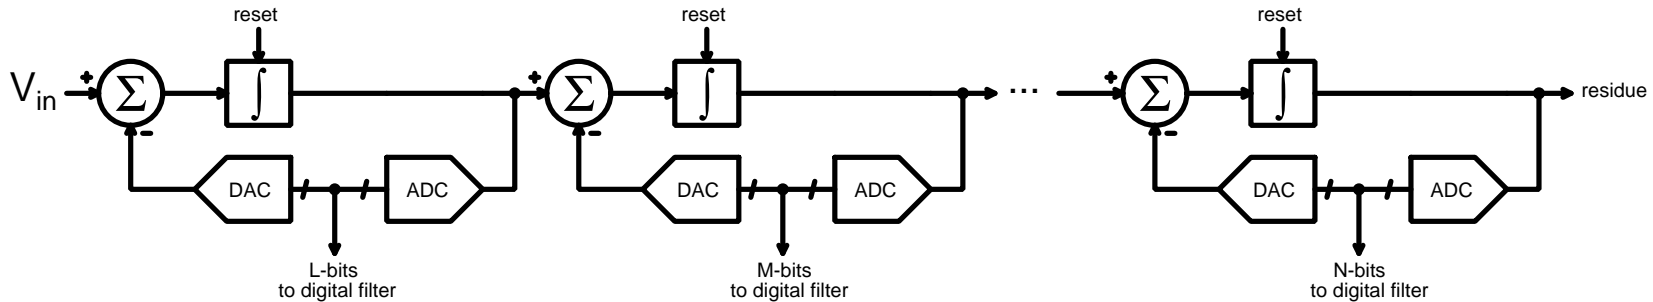 reset
reset
reset
V_in
+
Σ
∫
+
Σ
∫
...
+
Σ
∫
residue
-
-
-
DAC
ADC
DAC
ADC
DAC
ADC
L-bits
to digital filter
M-bits
to digital filter
N-bits
to digital filter